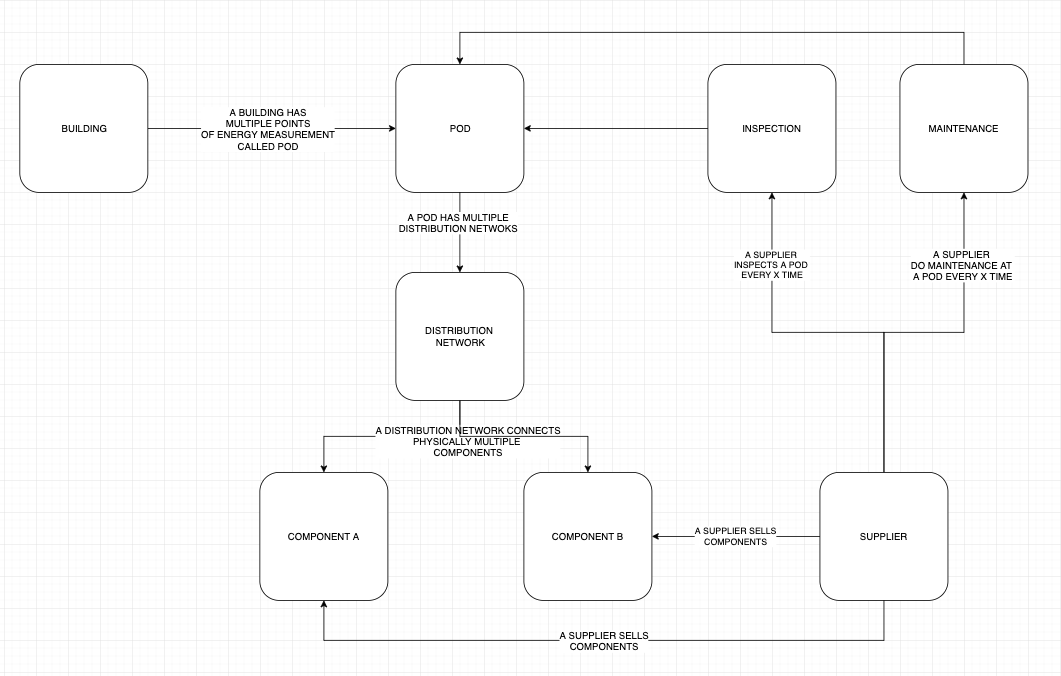 BUILDING
A BUILDING HAS
MULTIPLE POINTS
OF ENERGY MEASUREMENT
CALLED POD
POD
INSPECTION
MAINTENANCE
A POD HAS MULTIPLE
DISTRIBUTION NETWOKS
A SUPPLIER
INSPECTS A POD
EVERY X TIME
A SUPPLIER
DO MAINTENANCE AT
A POD EVERY X TIME
DISTRIBUTION
NETWORK
A DISTRIBUTION NETWORK CONNECTS
PHYSICALLY MULTIPLE
COMPONENTS
COMPONENT A
COMPONENT B
A SUPPLIER SELLS
COMPONENTS
SUPPLIER
A SUPPLIER SELLS
COMPONENTS